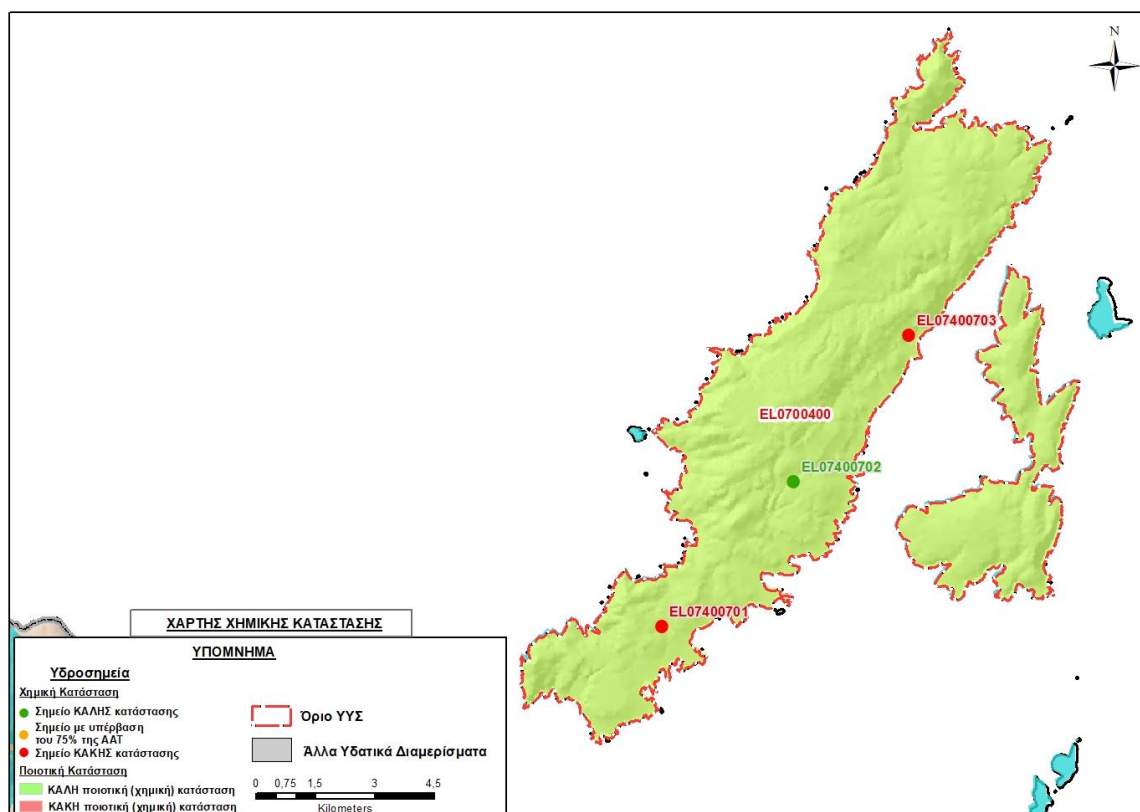 N
EL07400703
EL0700400
EL07400702
EL07400701
ΧΑΡΤΗΣ ΧΗΜΙΚΗΣ ΚΑΤΑΣΤΑΣΗΣ
ΥΠΟΜΝΗΜΑ
Υδροσημεία
Χημική Κατάσταση
Σημείο ΚΑΛΗΣ κατάστασης
Σημείο με υπέρβαση
του 75% της ΑΑΤ
Σημείο ΚΑΚΗΣ κατάστασης
Ποιοτική Κατάσταση
ΚΑΛΗ ποιοτική (χημική) κατάσταση
ΚΑΚΗ ποιοτική (χημική) κατάσταση
Όριο ΥΥΣ
Άλλα Υδατικά Διαμερίσματα
0 0,75 1,5 3 4,5
Kilometers